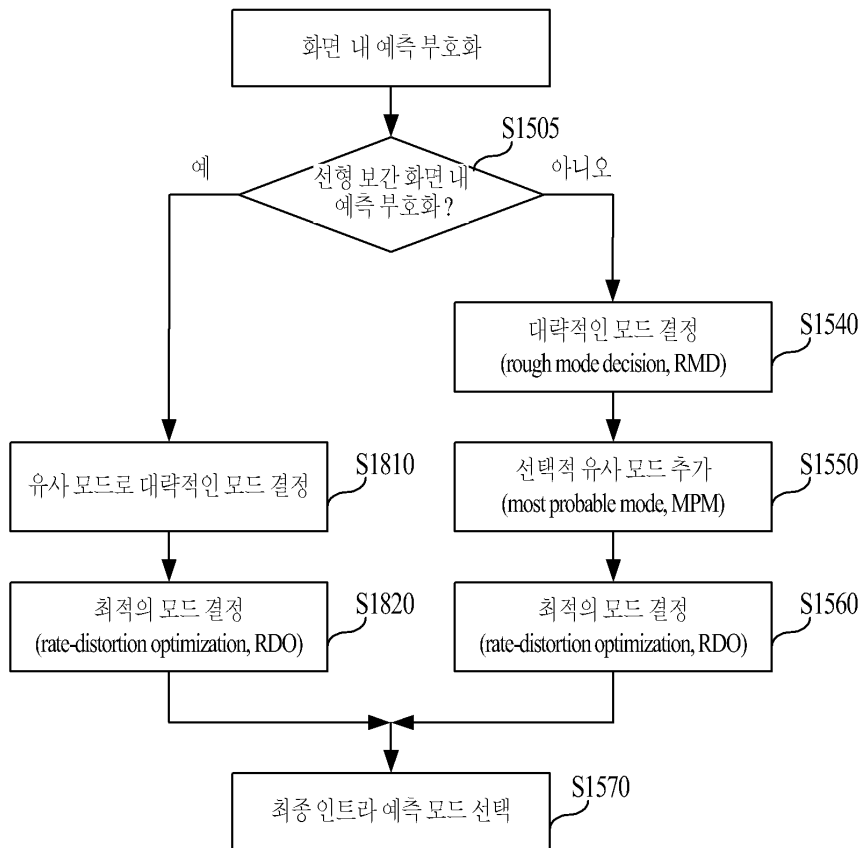 화면 내 예측 부호화
S1505
예
아니오
선형 보간 화면 내
예측 부호화?
대략적인 모드 결정
(rough mode decision, RMD)
S1540
유사 모드로 대략적인 모드 결정
S1810
선택적 유사 모드 추가
(most probable mode, MPM)
S1550
최적의 모드 결정
(rate-distortion optimization, RDO)
S1820
최적의 모드 결정
(rate-distortion optimization, RDO)
S1560
최종 인트라 예측 모드 선택
S1570